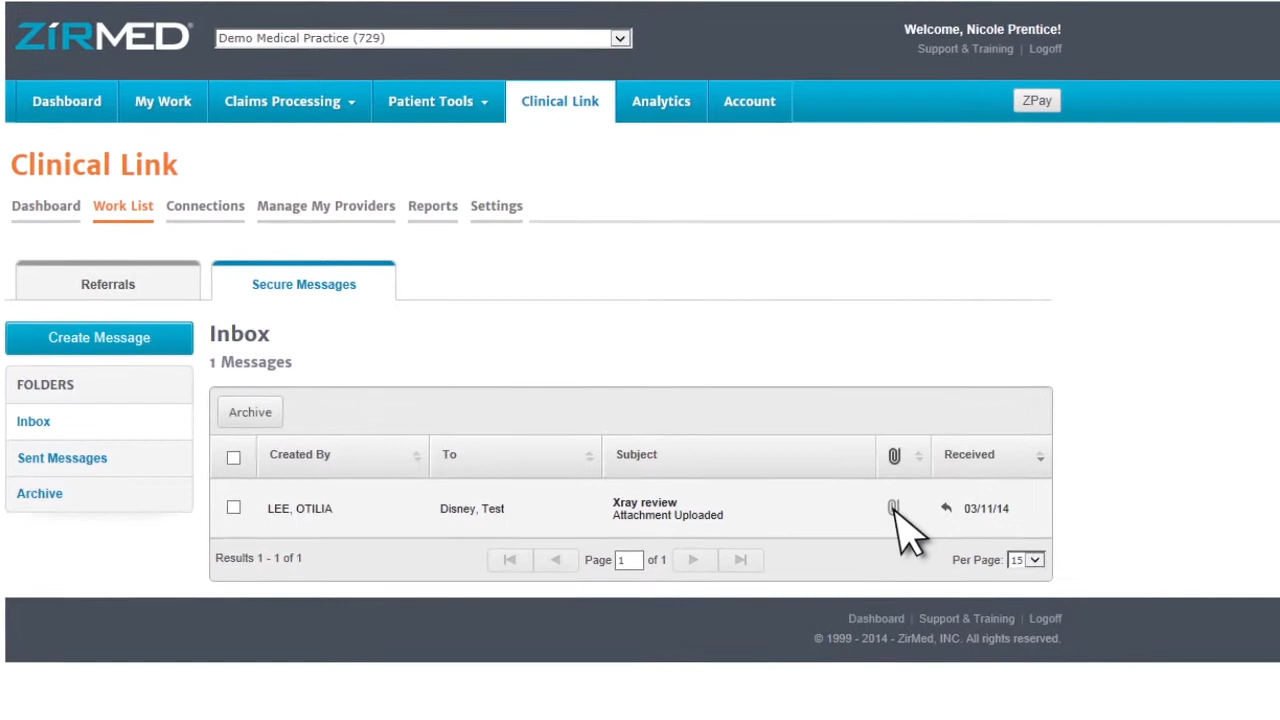 ZIRMED®
Demo Medical Practice (729)
Welcome, Nicole Prentice!
Support & Training | Logoff
Dashboard
My Work
Claims Processing
Patient Tools
Clinical Link
Analytics
Account
ZPay
Clinical Link
Dashboard
Work List
Connections
Manage My Providers
Reports
Settings
Referrals
Secure Messages
Create Message
FOLDERS
Inbox
Sent Messages
Archive
Inbox
1 Messages
Archive
Created By
To
Subject
Received
LEE, OTILIA
Disney, Test
Xray review
Attachment Uploaded
03/11/14
Results 1 - 1 of 1
Page 1 of 1
Per Page: 15
Dashboard | Support & Training | Logoff
© 1999 - 2014 - ZirMed, INC. All rights reserved.